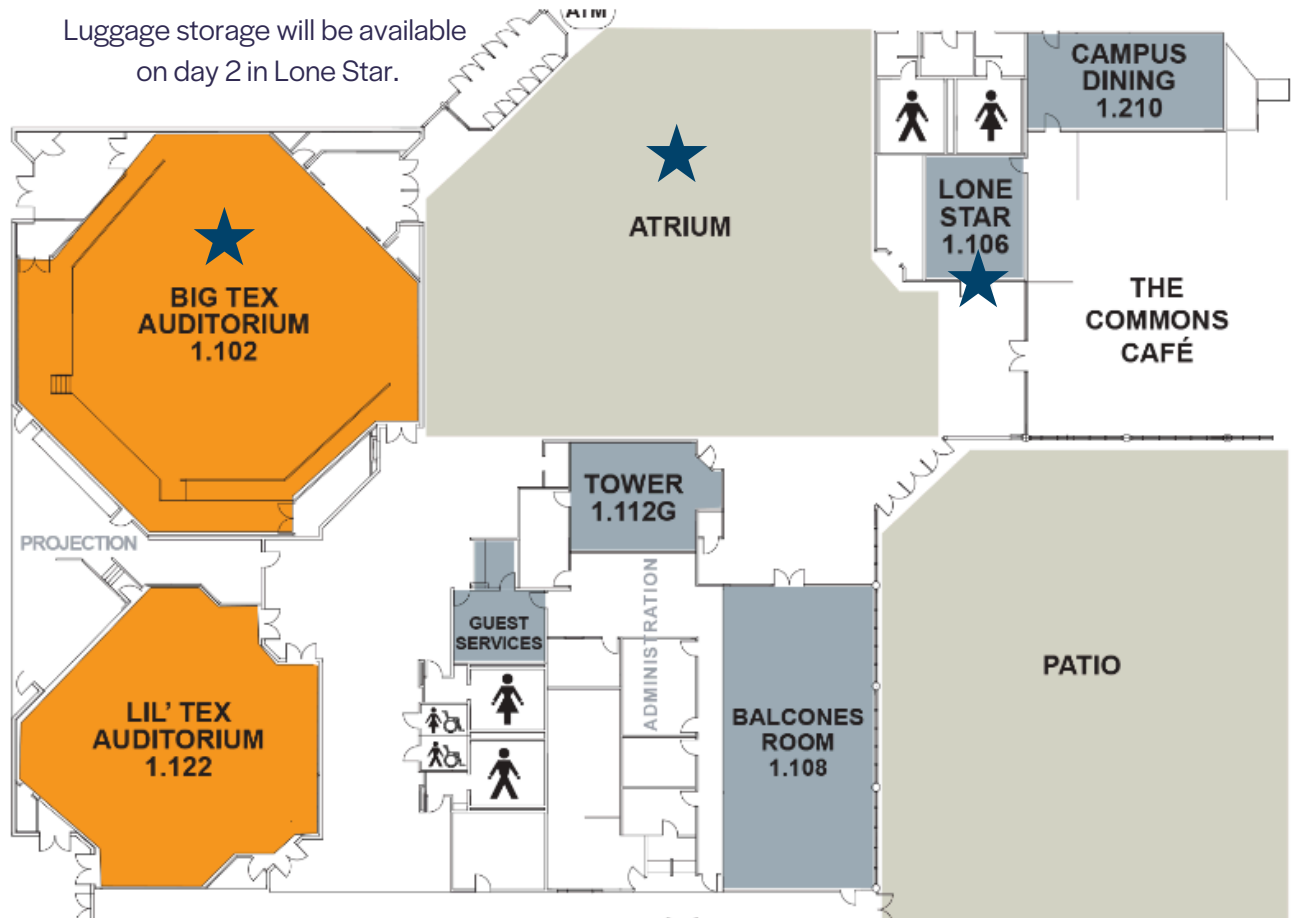 Luggage storage will be available
on day 2 in Lone Star.
ATM
CAMPUS
DINING
1.210
LONE
STAR
1.106
ATRIUM
BIG TEX
AUDITORIUM
1.102
THE
COMMONS
CAFÉ
TOWER
1.112G
PROJECTION
ADMINISTRATION
GUEST
SERVICES
PATIO
LIL’ TEX
AUDITORIUM
1.122
BALCONES
ROOM
1.108